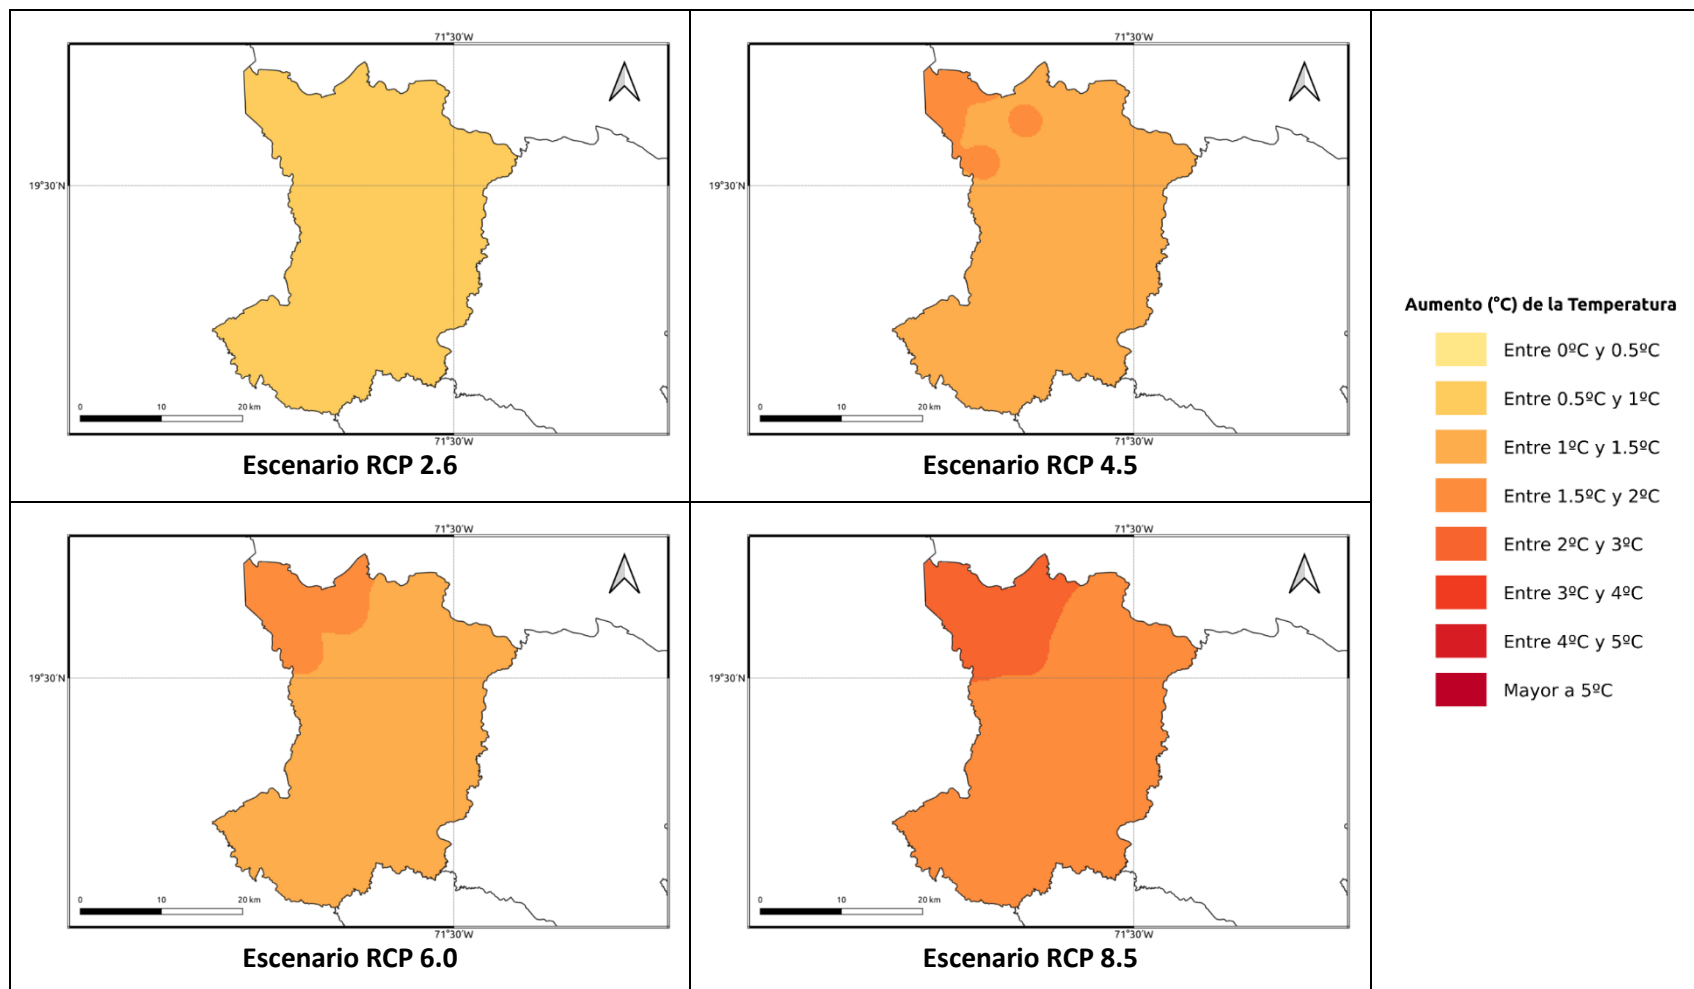 71°30'W
19°30'N
0 10 20 km
71°30'W
Escenario RCP 2.6
71°30'W
19°30'N
0 10 20 km
71°30'W
Escenario RCP 4.5
71°30'W
19°30'N
0 10 20 km
71°30'W
Escenario RCP 6.0
71°30'W
19°30'N
0 10 20 km
71°30'W
Escenario RCP 8.5
Aumento (°C) de la Temperatura
Entre 0ºC y 0.5ºC
Entre 0.5ºC y 1ºC
Entre 1ºC y 1.5ºC
Entre 1.5ºC y 2ºC
Entre 2ºC y 3ºC
Entre 3ºC y 4ºC
Entre 4ºC y 5ºC
Mayor a 5ºC